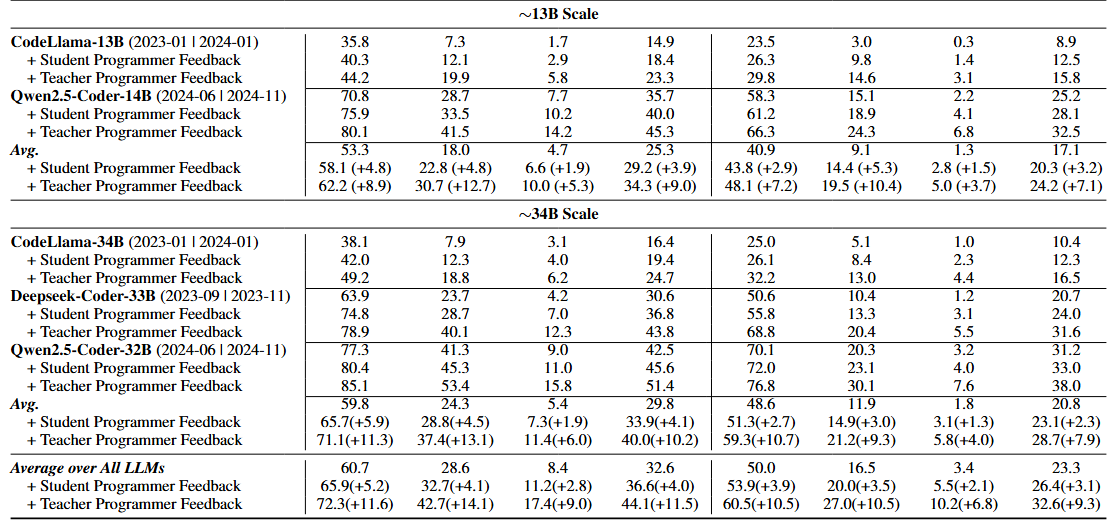 ~13B Scale
CodeLlama-13B (2023-01 | 2024-01) 35.8 7.3 1.7 14.9 23.5 3.0 0.3 8.9
+ Student Programmer Feedback 40.3 12.1 2.9 18.4 26.3 9.8 1.4 12.5
+ Teacher Programmer Feedback 44.2 19.9 5.8 23.3 29.8 14.6 3.1 15.8
Qwen2.5-Coder-14B (2024-06 | 2024-11) 70.8 28.7 7.7 35.7 58.3 15.1 2.2 25.2
+ Student Programmer Feedback 75.9 33.5 10.2 40.0 61.2 18.9 4.1 28.1
+ Teacher Programmer Feedback 80.1 41.5 14.2 45.3 66.3 24.3 6.8 32.5
Avg. 53.3 18.0 4.7 25.3 40.9 9.1 1.3 17.1
+ Student Programmer Feedback 58.1 (+4.8) 22.8 (+4.8) 6.6 (+1.9) 29.2 (+3.9) 43.8 (+2.9) 14.4 (+5.3) 2.8 (+1.5) 20.3 (+3.2)
+ Teacher Programmer Feedback 62.2 (+8.9) 30.7 (+12.7) 10.0 (+5.3) 34.3 (+9.0) 48.1 (+7.2) 19.5 (+10.4) 5.0 (+3.7) 24.2 (+7.1)
~34B Scale
CodeLlama-34B (2023-01 | 2024-01) 38.1 7.9 3.1 16.4 25.0 5.1 1.0 10.4
+ Student Programmer Feedback 42.0 12.3 4.0 19.4 26.1 8.4 2.3 12.3
+ Teacher Programmer Feedback 49.2 18.8 6.2 24.7 32.2 13.0 4.4 16.5
Deepseek-Coder-33B (2023-09 | 2023-11) 63.9 23.7 4.2 30.6 50.6 10.4 1.2 20.7
+ Student Programmer Feedback 74.8 28.7 7.0 36.8 55.8 13.3 3.1 24.0
+ Teacher Programmer Feedback 78.9 40.1 12.3 43.8 68.8 20.4 5.5 31.6
Qwen2.5-Coder-32B (2024-06 | 2024-11) 77.3 41.3 9.0 42.5 70.1 20.3 3.2 31.2
+ Student Programmer Feedback 80.4 45.3 11.0 45.6 72.0 23.1 4.0 33.0
+ Teacher Programmer Feedback 85.1 53.4 15.8 51.4 76.8 30.1 7.6 38.0
Avg. 59.8 24.3 5.4 29.8 48.6 11.9 1.8 20.8
+ Student Programmer Feedback 65.7(+5.9) 28.8(+4.5) 7.3(+1.9) 33.9(+4.1) 51.3(+2.7) 14.9(+3.0) 3.1(+1.3) 23.1(+2.3)
+ Teacher Programmer Feedback 71.1(+11.3) 37.4(+13.1) 11.4(+6.0) 40.0(+10.2) 59.3(+10.7) 21.2(+9.3) 5.8(+4.0) 28.7(+7.9)
Average over All LLMs 60.7 28.6 8.4 32.6 50.0 16.5 3.4 23.3
+ Student Programmer Feedback 65.9(+5.2) 32.7(+4.1) 11.2(+2.8) 36.6(+4.0) 53.9(+3.9) 20.0(+3.5) 5.5(+2.1) 26.4(+3.1)
+ Teacher Programmer Feedback 72.3(+11.6) 42.7(+14.1) 17.4(+9.0) 44.1(+11.5) 60.5(+10.5) 27.0(+10.5) 10.2(+6.8) 32.6(+9.3)